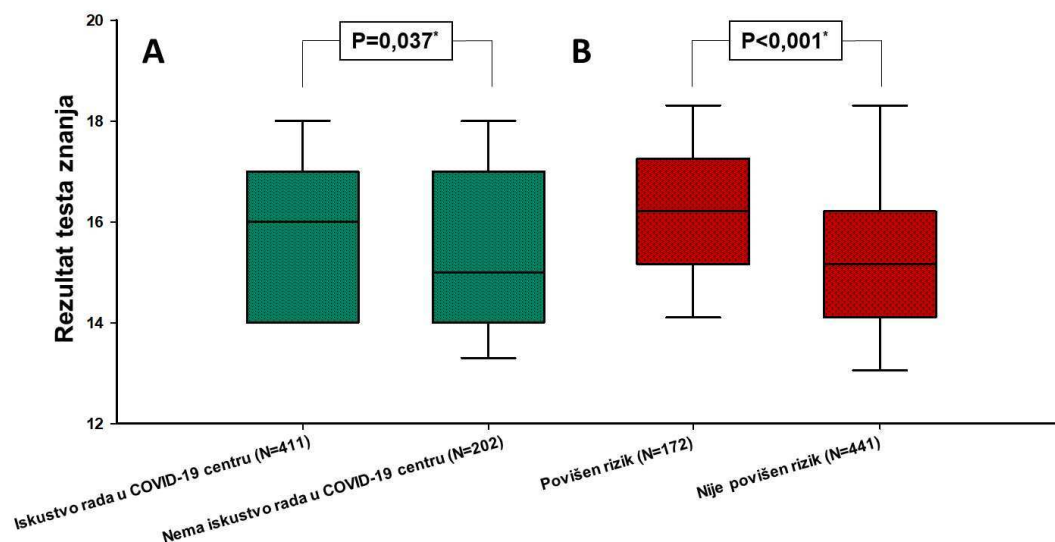 20
18
16
14
12
Rezultat testa znanja
A
P=0,037*
B
P<0,001*
Iskustvo rada u COVID-19 centru (N=411)
Nema iskustvo rada u COVID-19 centru (N=202)
Povišen rizik (N=172)
Nije povišen rizik (N=441)